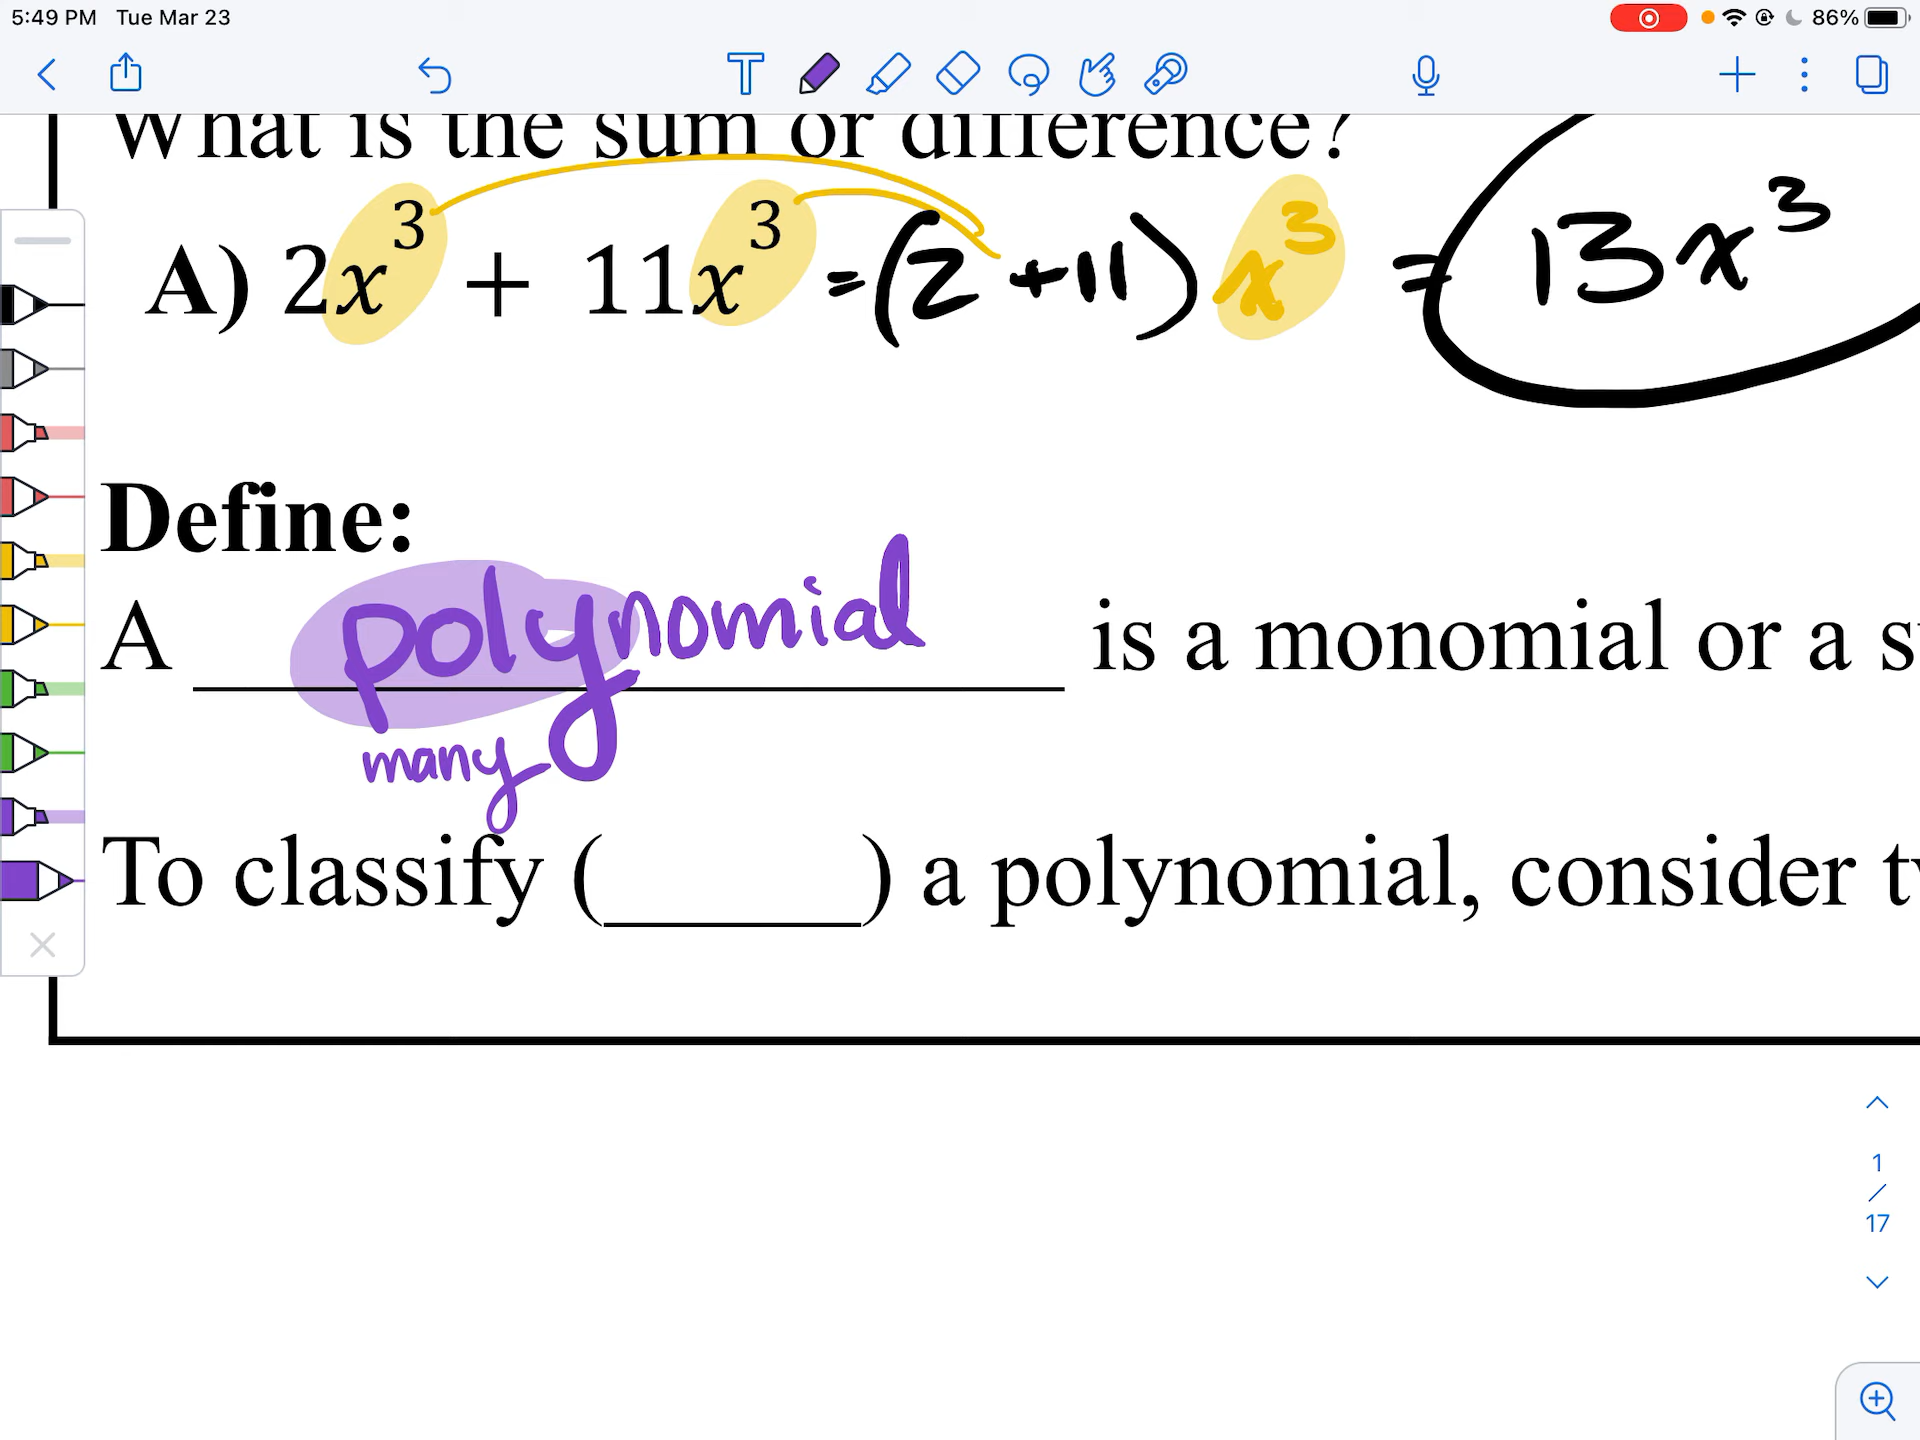 5:49 PM Tue Mar 23 86%
What is the sum or difference?
A) 2x³ + 11x³ = (2 + 11) x³ = 13x³
Define:
A polynomial is a monomial or a s
many
To classify (______) a polynomial, consider tw
1
/
17